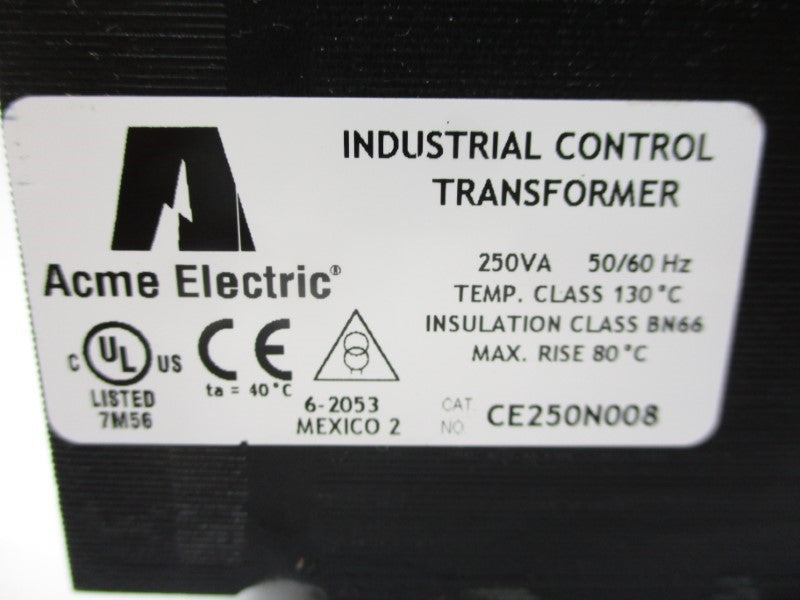 INDUSTRIAL CONTROL
TRANSFORMER
Acme Electric®
250VA 50/60 Hz
TEMP. CLASS 130°C
INSULATION CLASS BN66
MAX. RISE 80°C
C UL US
LISTED
7M56
CE
ta = 40°C
6-2053
MEXICO 2
CAT.
NO. CE250N008